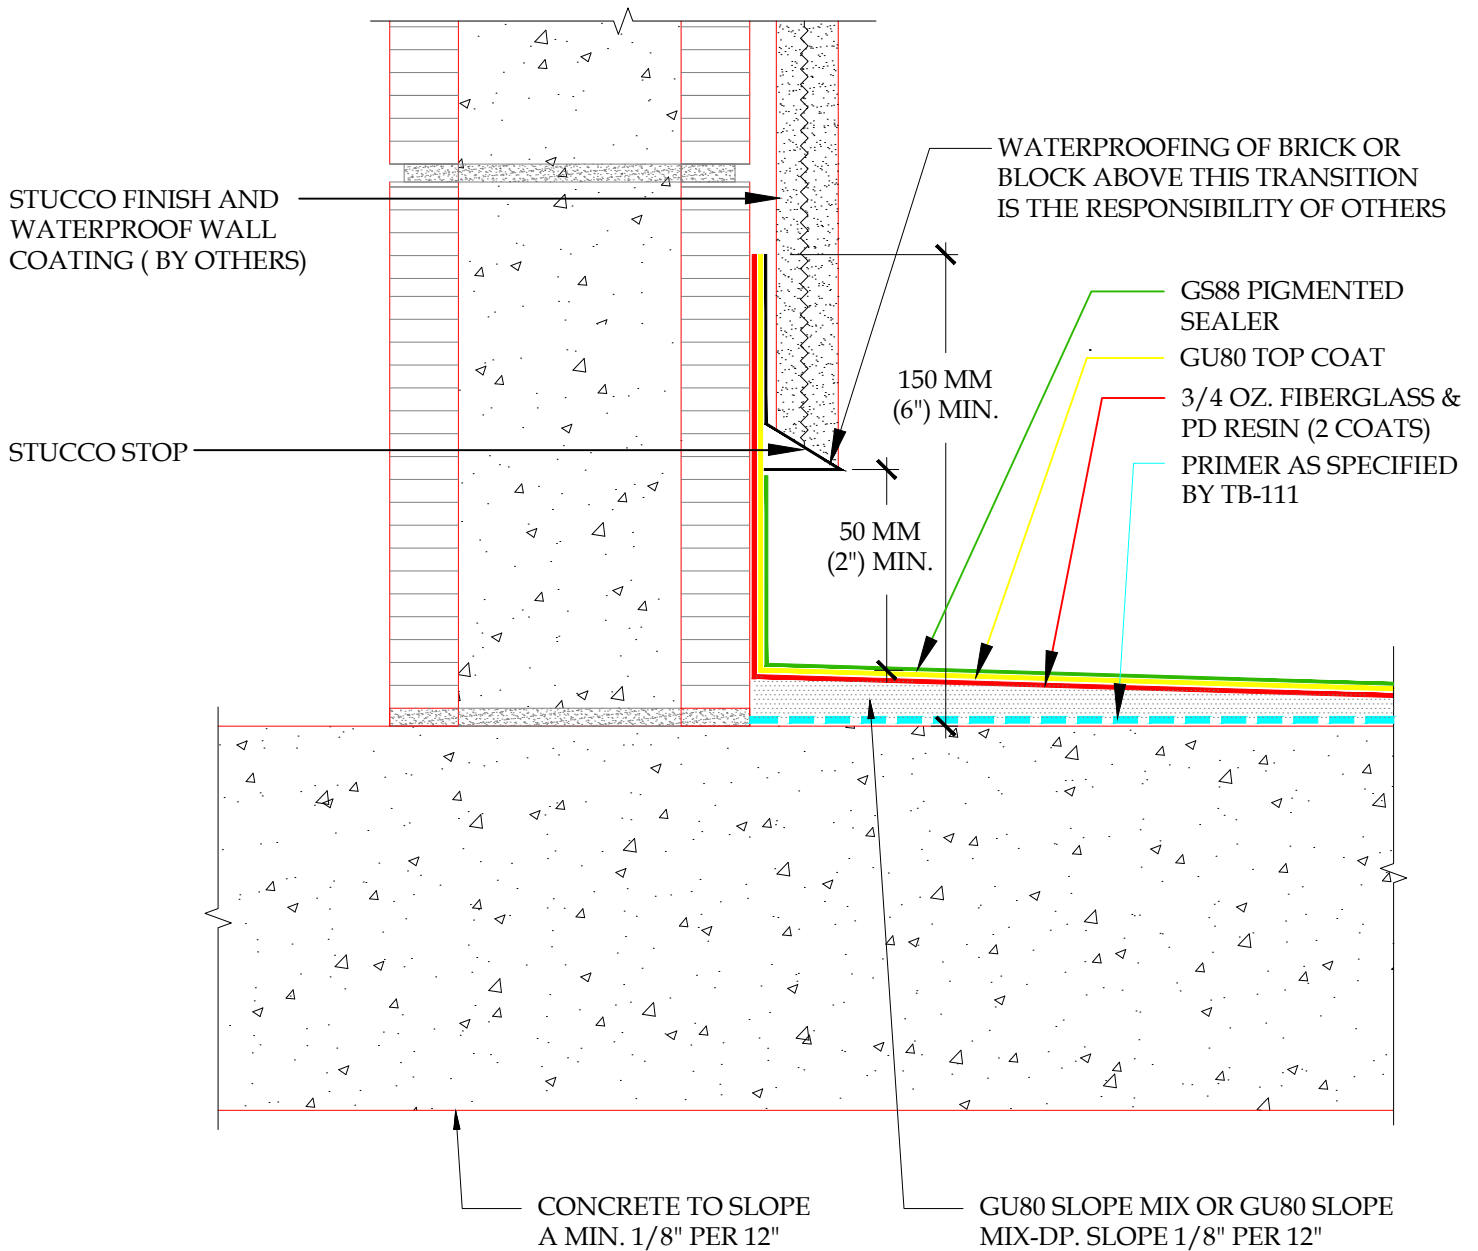 WATERPROOFING OF BRICK OR
BLOCK ABOVE THIS TRANSITION
IS THE RESPONSIBILITY OF OTHERS
STUCCO FINISH AND
WATERPROOF WALL
COATING ( BY OTHERS)
GS88 PIGMENTED
SEALER
GU80 TOP COAT
150 MM
(6") MIN.
3/4 OZ. FIBERGLASS &
PD RESIN (2 COATS)
STUCCO STOP
PRIMER AS SPECIFIED
BY TB-111
50 MM
(2") MIN.
CONCRETE TO SLOPE
A MIN. 1/8" PER 12"
GU80 SLOPE MIX OR GU80 SLOPE
MIX-DP. SLOPE 1/8" PER 12"